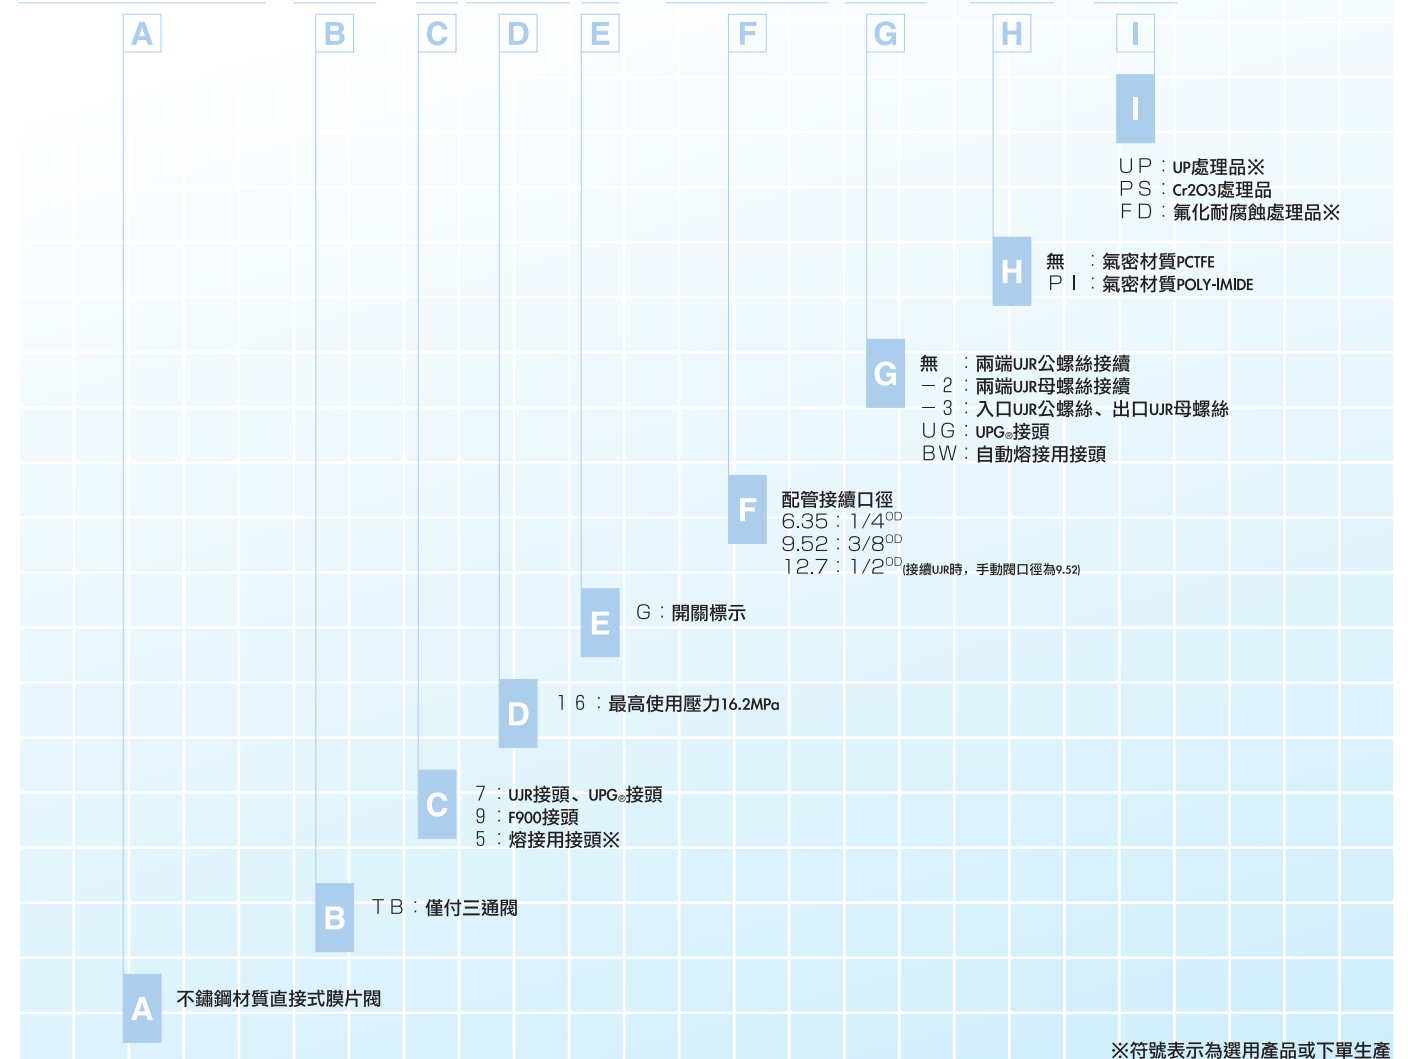 A B C D E F G H I
I
UP：UP處理品※
PS：Cr2O3處理品
FD：氟化耐腐蝕處理品※
H
無：氣密材質PCTFE
PI：氣密材質POLY-IMIDE
G
無：兩端UJR公螺絲接續
－2：兩端UJR母螺絲接續
－3：入口UJR公螺絲、出口UJR母螺絲
UG：UPG®接頭
BW：自動熔接用接頭
F
配管接續口徑
6.35：1/4OD
9.52：3/8OD
12.7：1/2OD(接續UJR時，手動閥口徑為9.52)
E
G：開關標示
D
16：最高使用壓力16.2MPa
C
7：UJR接頭、UPG®接頭
9：F900接頭
5：熔接用接頭※
B
TB：僅付三通閥
A
不鏽鋼材質直接式膜片閥
※符號表示為選用產品或下單生產